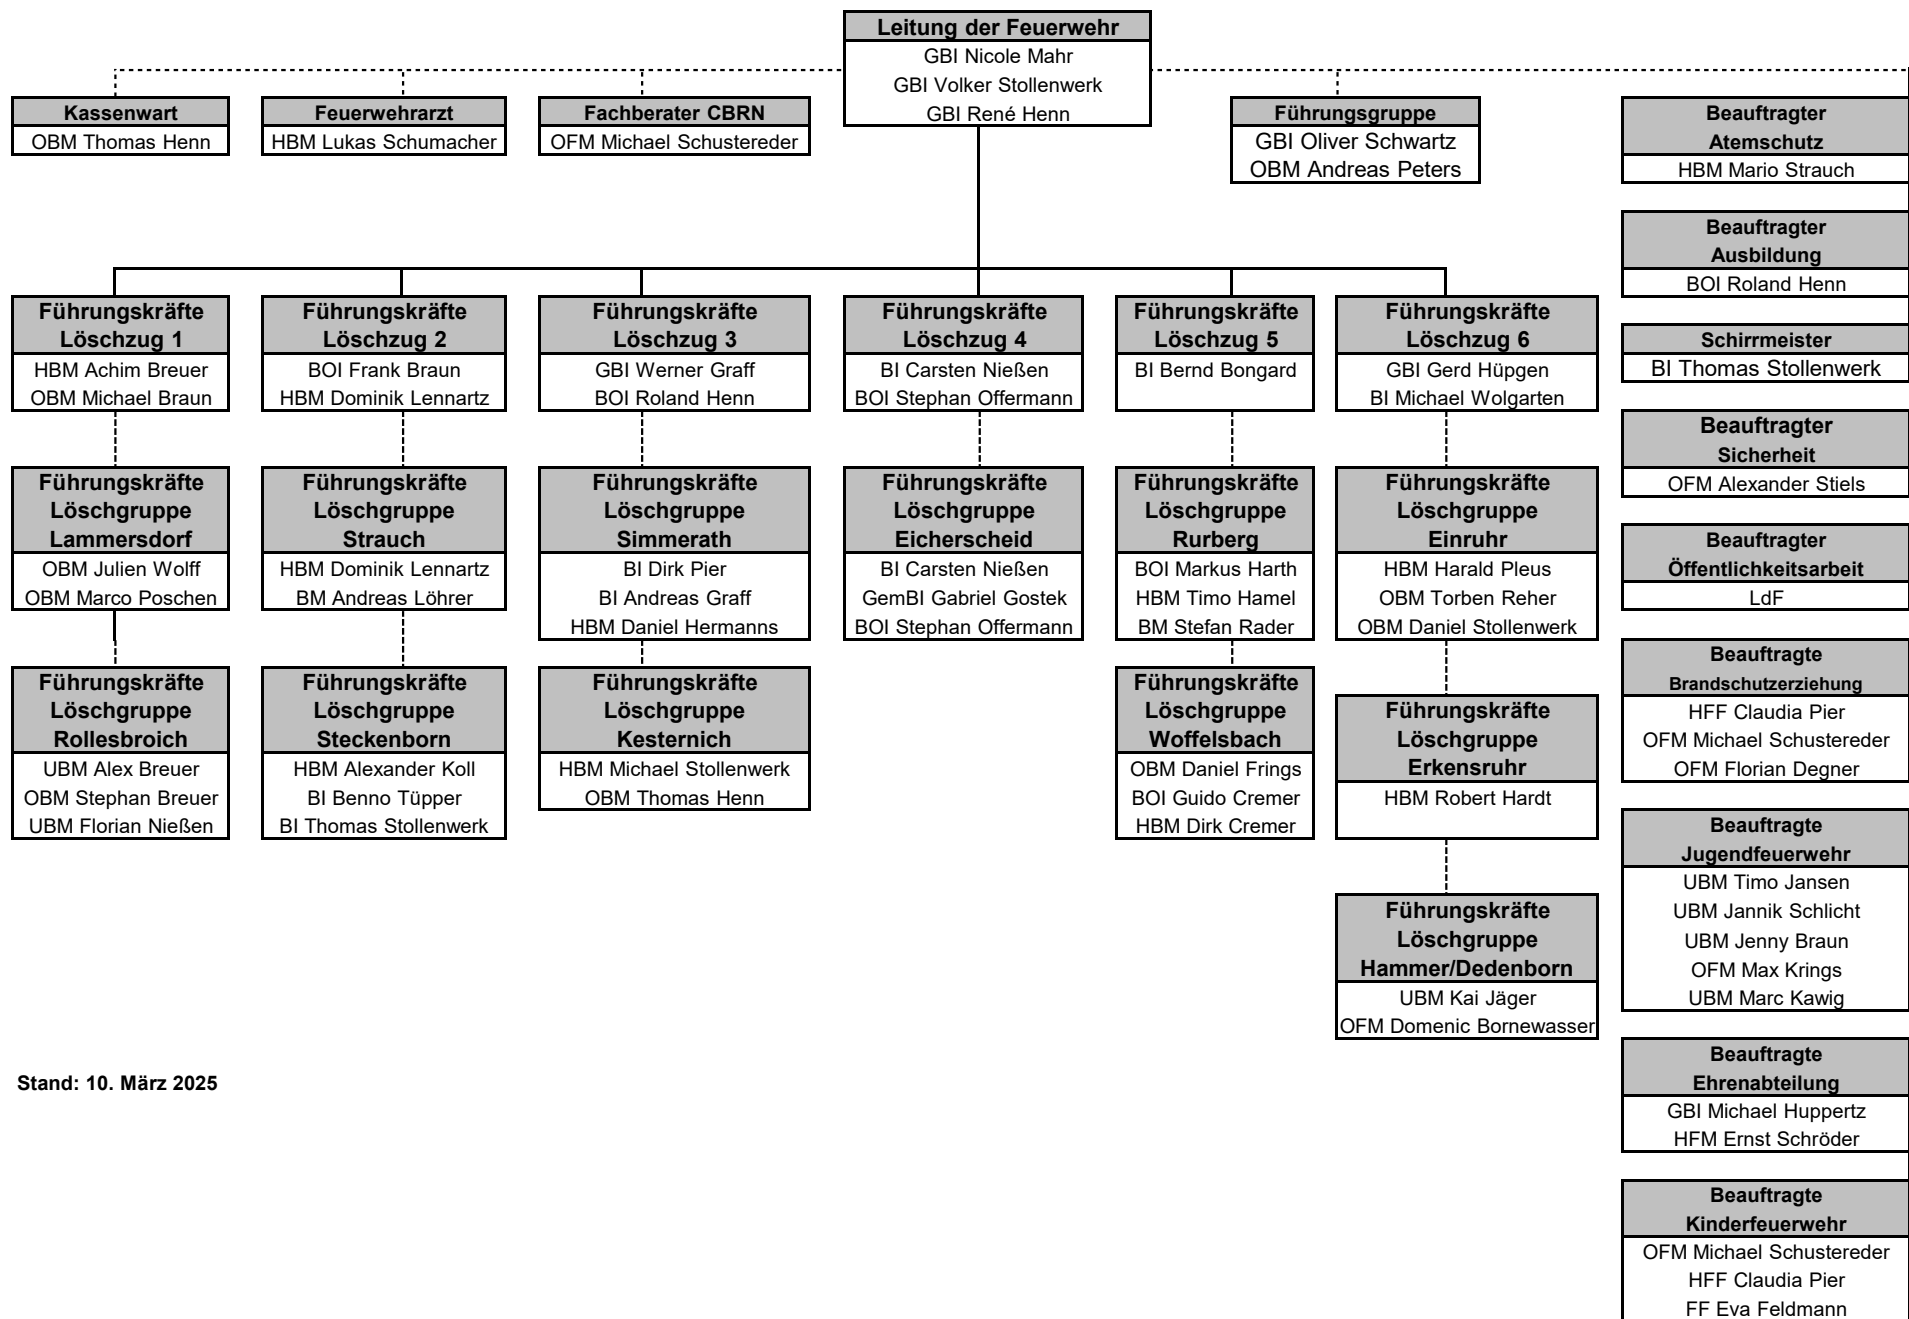 Leitung der Feuerwehr
GBI Nicole Mahr
GBI Volker Stollenwerk
GBI René Henn
Kassenwart
OBM Thomas Henn
Feuerwehrarzt
HBM Lukas Schumacher
Fachberater CBRN
OFM Michael Schustereder
Führungsgruppe
GBI Oliver Schwartz
OBM Andreas Peters
Führungskräfte
Löschzug 1
HBM Achim Breuer
OBM Michael Braun
Führungskräfte
Löschzug 2
BOI Frank Braun
HBM Dominik Lennartz
Führungskräfte
Löschzug 3
GBI Werner Graff
BOI Roland Henn
Führungskräfte
Löschzug 4
BI Carsten Nießen
BOI Stephan Offermann
Führungskräfte
Löschzug 5
BI Bernd Bongard
Führungskräfte
Löschzug 6
GBI Gerd Hüpgen
BI Michael Wolgarten
Führungskräfte
Löschgruppe
Lammersdorf
OBM Julien Wolff
OBM Marco Poschen
Führungskräfte
Löschgruppe
Strauch
HBM Dominik Lennartz
BM Andreas Löhrer
Führungskräfte
Löschgruppe
Simmerath
BI Dirk Pier
BI Andreas Graff
HBM Daniel Hermanns
Führungskräfte
Löschgruppe
Eicherscheid
BI Carsten Nießen
GemBI Gabriel Gostek
BOI Stephan Offermann
Führungskräfte
Löschgruppe
Rurberg
BOI Markus Harth
HBM Timo Hamel
BM Stefan Rader
Führungskräfte
Löschgruppe
Einruhr
HBM Harald Pleus
OBM Torben Reher
OBM Daniel Stollenwerk
Führungskräfte
Löschgruppe
Rollesbroich
UBM Alex Breuer
OBM Stephan Breuer
UBM Florian Nießen
Führungskräfte
Löschgruppe
Steckenborn
HBM Alexander Koll
BI Benno Tüpper
BI Thomas Stollenwerk
Führungskräfte
Löschgruppe
Kesternich
HBM Michael Stollenwerk
OBM Thomas Henn
Führungskräfte
Löschgruppe
Woffelsbach
OBM Daniel Frings
BOI Guido Cremer
HBM Dirk Cremer
Führungskräfte
Löschgruppe
Erkensruhr
HBM Robert Hardt
Führungskräfte
Löschgruppe
Hammer/Dedenborn
UBM Kai Jäger
OFM Domenic Bornewasser
Beauftragter
Atemschutz
HBM Mario Strauch
Beauftragter
Ausbildung
BOI Roland Henn
Schirrmeister
BI Thomas Stollenwerk
Beauftragter
Sicherheit
OFM Alexander Stiels
Beauftragter
Öffentlichkeitsarbeit
LdF
Beauftragte
Brandschutzerziehung
HFF Claudia Pier
OFM Michael Schustereder
OFM Florian Degner
Beauftragte
Jugendfeuerwehr
UBM Timo Jansen
UBM Jannik Schlicht
UBM Jenny Braun
OFM Max Krings
UBM Marc Kawig
Beauftragte
Ehrenabteilung
GBI Michael Huppertz
HFM Ernst Schröder
Beauftragte
Kinderfeuerwehr
OFM Michael Schustereder
HFF Claudia Pier
FF Eva Feldmann
Stand: 10. März 2025